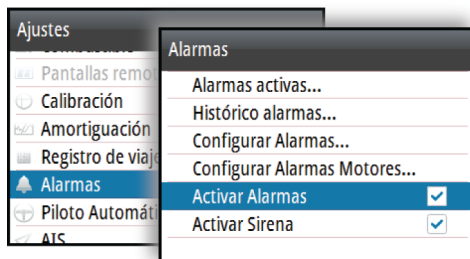 Ajustes
Pantallas remo
Calibración
Amortiguación
Registro de viaje
Alarmas
Piloto Automáti
AIS
Alarmas
Alarmas activas...
Histórico alarmas...
Configurar Alarmas...
Configurar Alarmas Motores...
Activar Alarmas
Activar Sirena